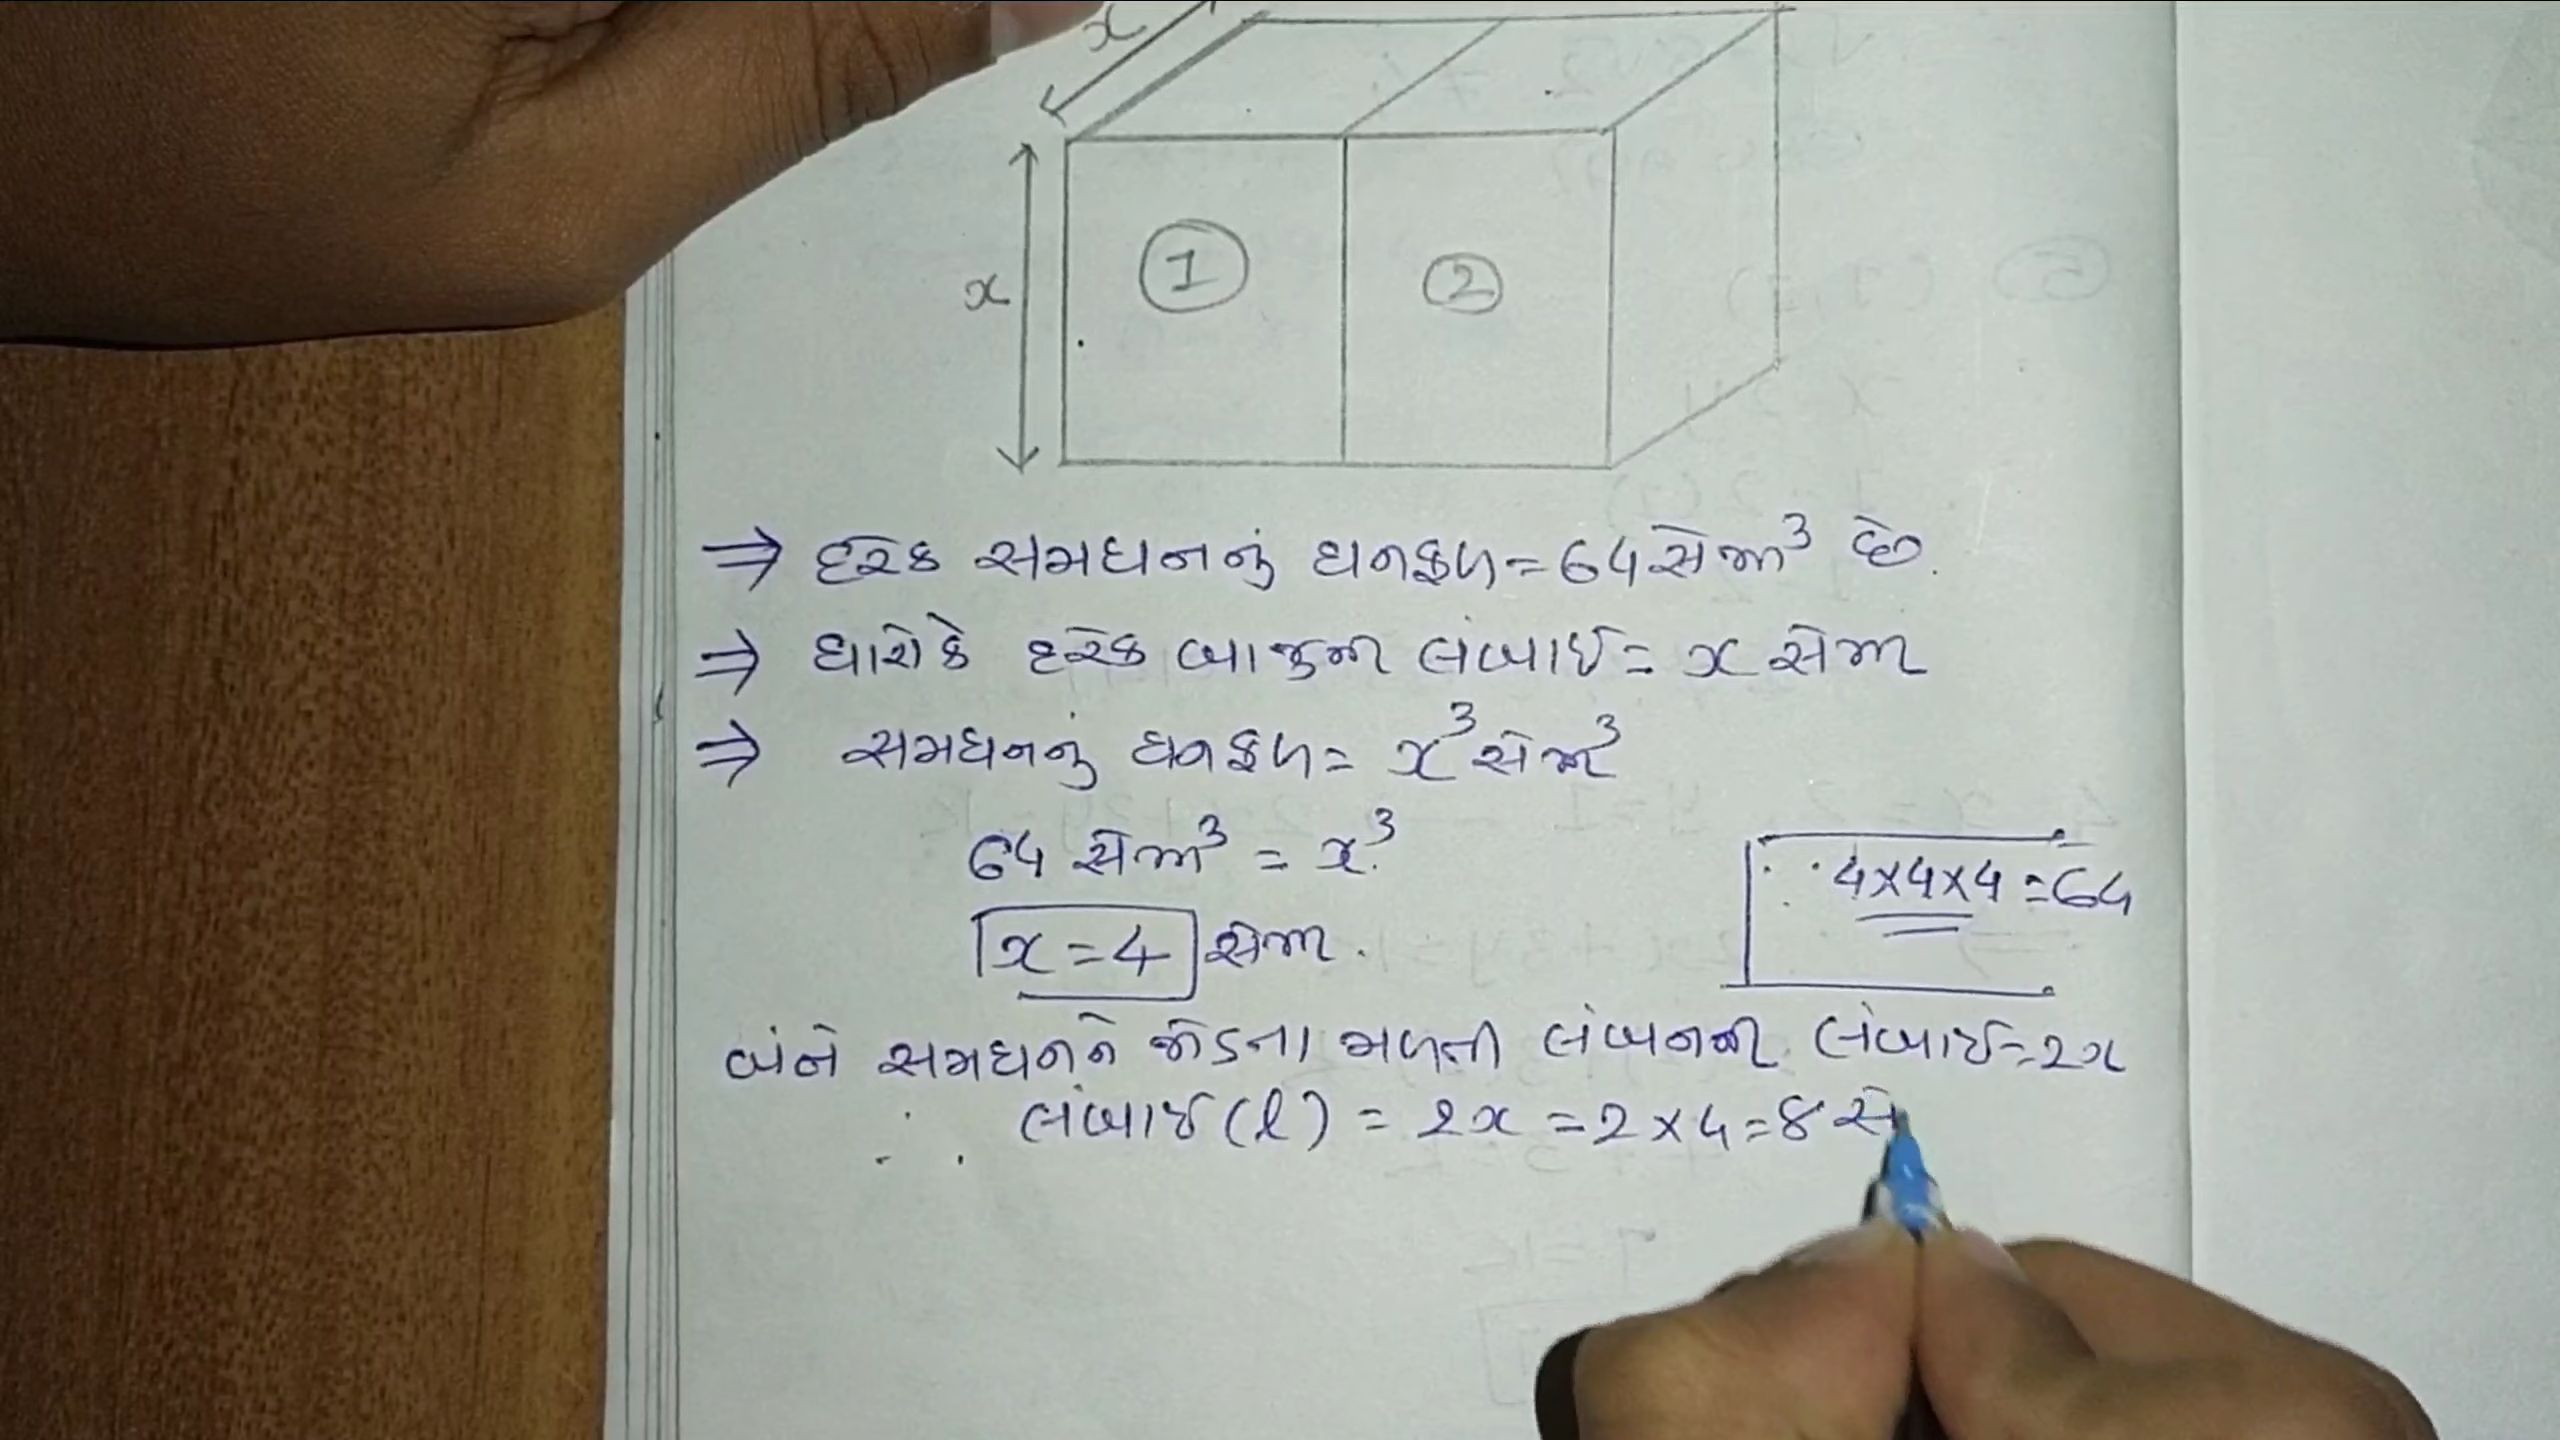 x
x
1 2
⇒ દરેક સમઘનનું ઘનફળ = 64 સેમી³ છે.
⇒ ધારોકે દરેક બાજુની લંબાઈ = x સેમી
⇒ સમઘનનું ઘનફળ = x³ સેમી³
64 સેમી³ = x³
4×4×4 = 64
x = 4 સેમી.
બંને સમઘનને જોડતા મળતી લંબઘનની લંબાઈ = 2x
∴ લંબાઈ (l) = 2x = 2 × 4 = 8 સે